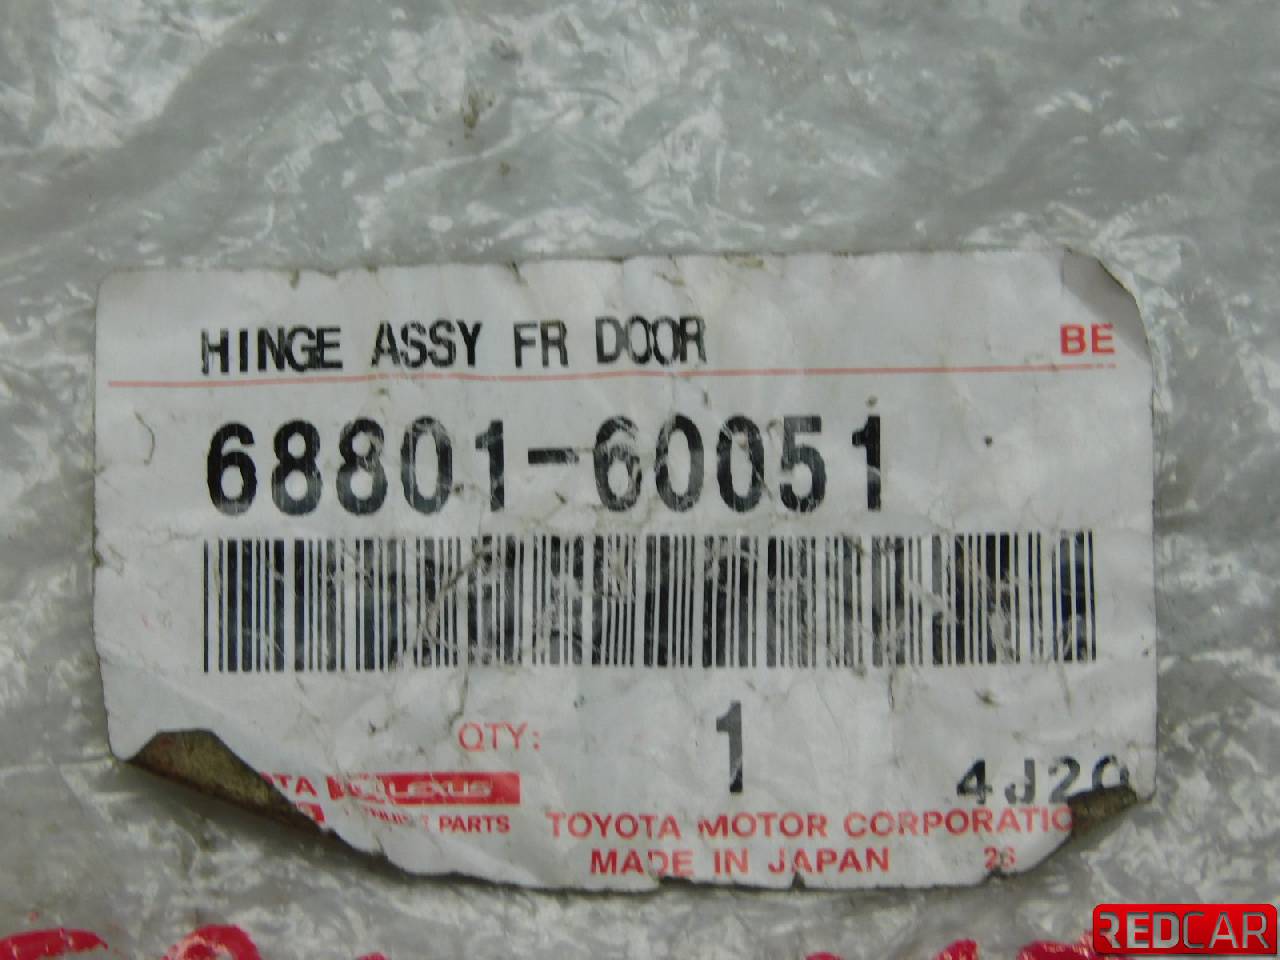 HINGE ASSY FR DOOR BE
68801-60051
QTY: 1
4J20
LEXUS
PARTS TOYOTA MOTOR CORPORATIO
MADE IN JAPAN 26
REDCAR